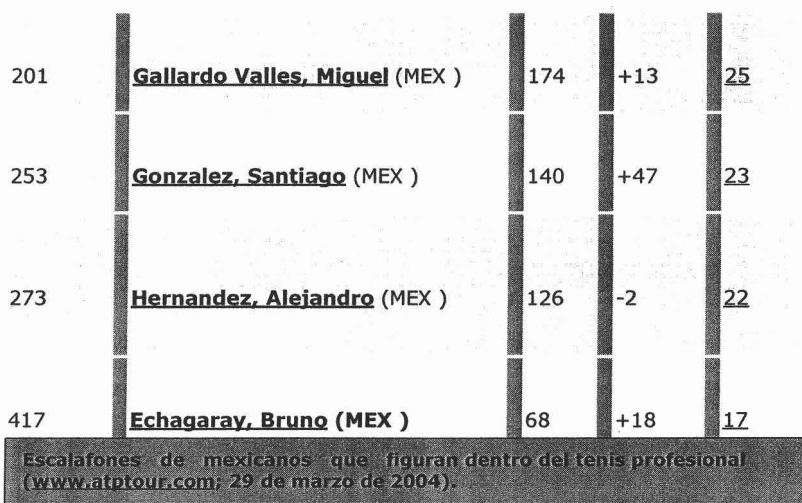 201 Gallardo Valles, Miguel (MEX ) 174 +13 25
253 Gonzalez, Santiago (MEX ) 140 +47 23
273 Hernandez, Alejandro (MEX ) 126 -2 22
417 Echagaray, Bruno (MEX ) 68 +18 17
Escalafones de mexicanos que figuran dentro del tenis profesional
(www.atptour.com; 29 de marzo de 2004).